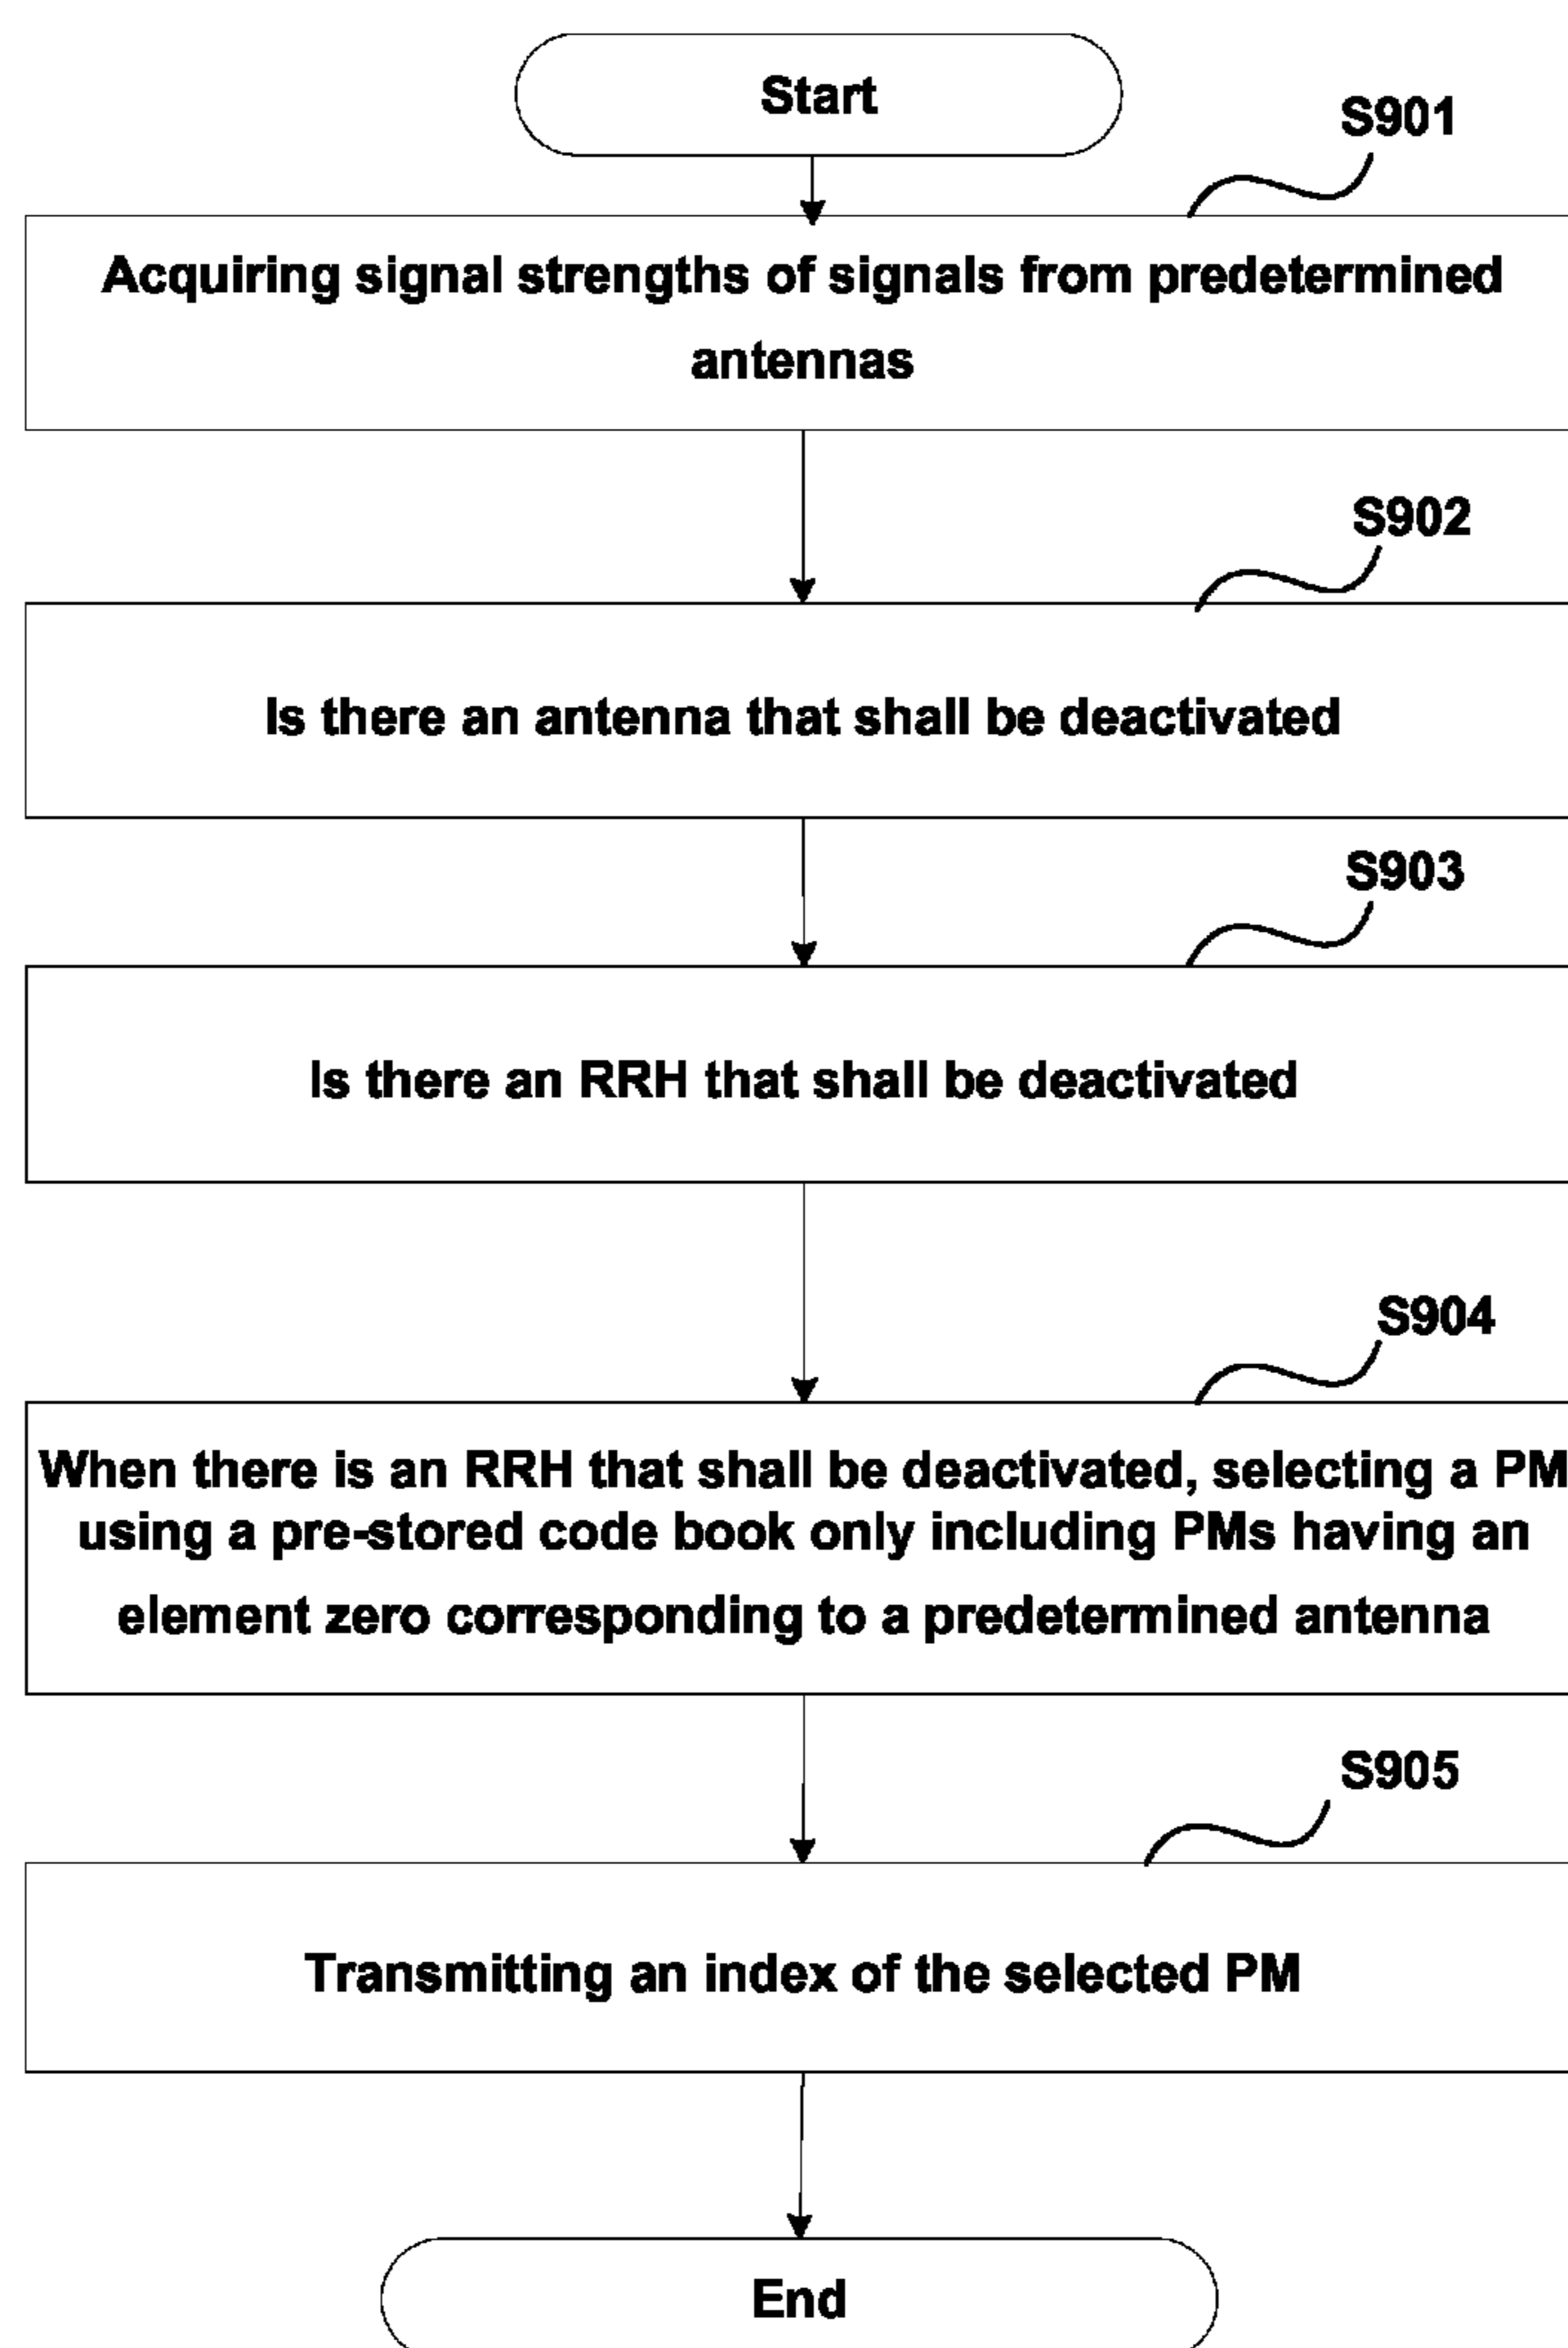 Start
S901
Acquiring signal strengths of signals from predetermined
antennas
S902
Is there an antenna that shall be deactivated
S903
Is there an RRH that shall be deactivated
S904
When there is an RRH that shall be deactivated, selecting a PM
using a pre-stored code book only including PMs having an
element zero corresponding to a predetermined antenna
S905
Transmitting an index of the selected PM
End